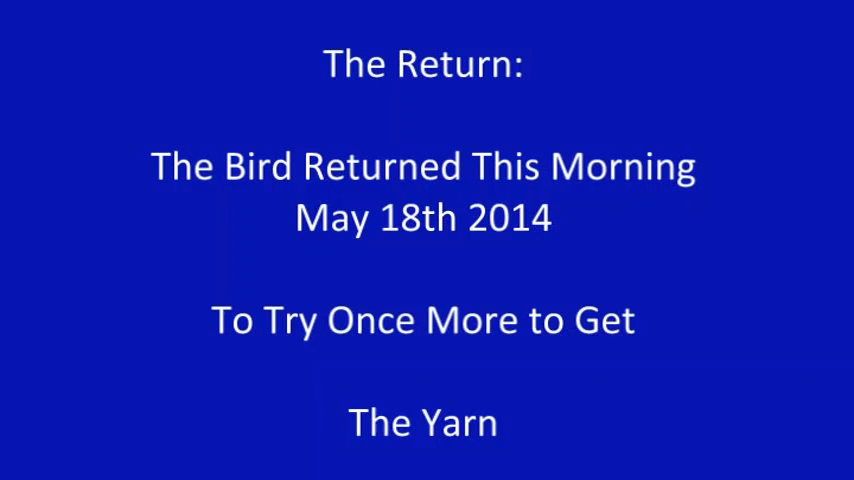 The Return:
The Bird Returned This Morning
May 18th 2014
To Try Once More to Get
The Yarn